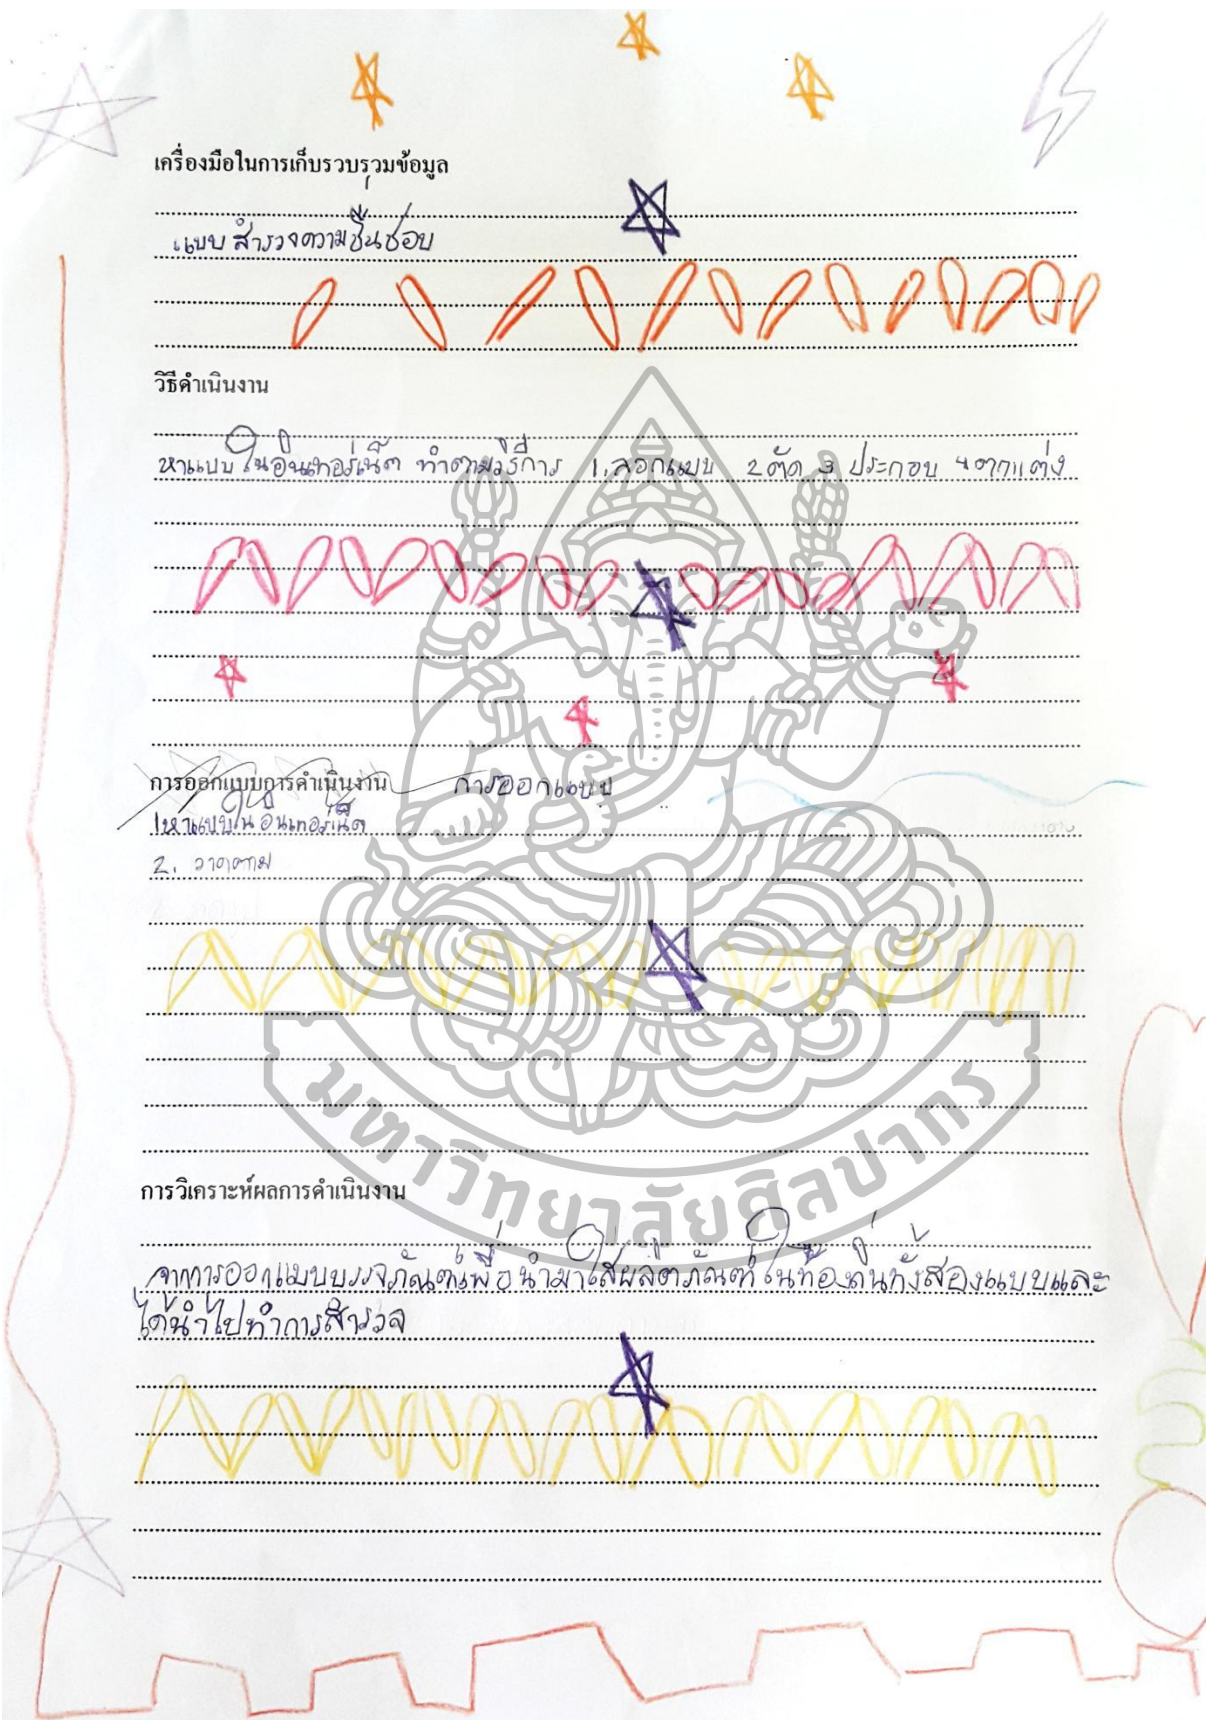 เครื่องมือในการเก็บรวบรวมข้อมูล
แบบสำรวจความชื่นชอบ
วิธีดำเนินงาน
หาแบบในอินเทอร์เน็ต ทำตามวิธีการ 1.ลอกแบบ 2ตัด 3 ประกอบ 4ตกแต่ง
การออกแบบการดำเนินงาน การออกแบบ
1หาแบบในอินเทอร์เน็ต
2. วาดตาม
มหาวิทยาลัยศิลปากร
การวิเคราะห์ผลการดำเนินงาน
จากการออกแบบบรรจุภัณฑ์เพื่อนำมาใส่ผลิตภัณฑ์ในท้องถิ่นทั้งสองแบบและ
ได้นำไปทำการสำรวจ